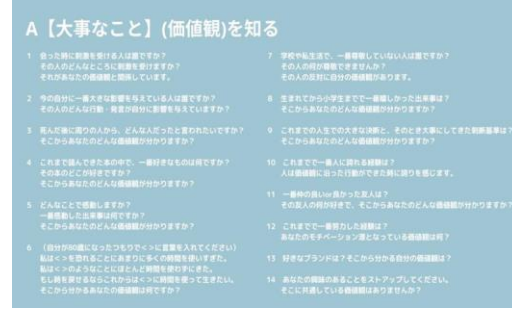 A【大事なこと】(価値観)を知る
1 会った時に刺激を受ける人は誰ですか？
その人のどんなところに刺激を受けますか？
それがあなたの価値観と関係しています。
2 今の自分に一番大きな影響を与えている人は誰ですか？
その人のどんな行動・発言が自分に影響を与えていますか？
3 死んだ後に周りの人から、どんな人だったと言われたいですか？
そこからあなたのどんな価値観が分かりますか？
4 これまで読んできた本の中で、一番好きなものは何ですか？
その本のどこが好きですか？
そこからあなたのどんな価値観が分かりますか？
5 どんなことで感動しますか？
一番感動した出来事は何ですか？
そこからあなたのどんな価値観が分かりますか？
6 （自分が80歳になったつもりで＜＞に言葉を入れてください）
私は＜＞を恐れることにあまりに多くの時間を使いすぎた。
私は＜＞のようなことにほとんど時間を使わずにきた。
もし時を戻せるならこれからは＜＞に時間を使って生きたい。
そこから分かるあなたの価値観は何ですか？
7 学校や私生活で、一番尊敬していない人は誰ですか？
その人の何が尊敬できませんか？
その人の反対に自分の価値観があります。
8 生まれてから小学生までで一番嬉しかった出来事は？
そこからあなたのどんな価値観が分かりますか？
9 これまでの人生での大きな決断と、そのとき大事にしてきた判断基準は？
そこからあなたのどんな価値観が分かりますか？
10 これまでで一番人に誇れる経験は？
人は価値観に沿った行動ができた時に誇りを感じます。
11 一番仲の良いor良かった友人は？
その友人の何が好きで、そこからあなたのどんな価値観が分かりますか？
12 これまでで一番努力した経験は？
あなたのモチベーション源となっている価値観は何？
13 好きなブランドは？そこから分かる自分の価値観は？
14 あなたの興味のあることをストアップしてください。
そこに共通している価値観はありませんか？